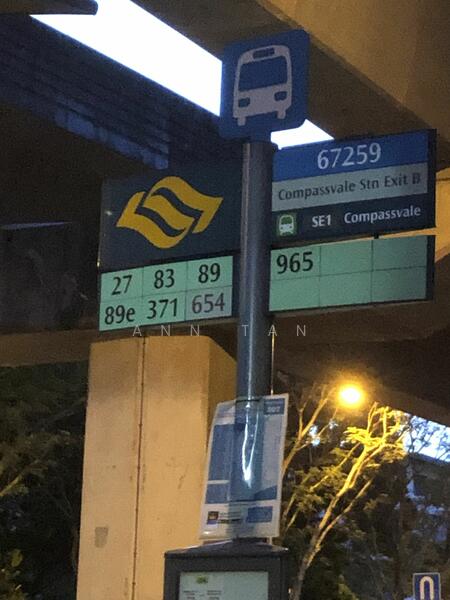 67259
Compassvale Stn Exit B
SE1 Compassvale
27 83 89
89e 371 654
965
ANN TAN